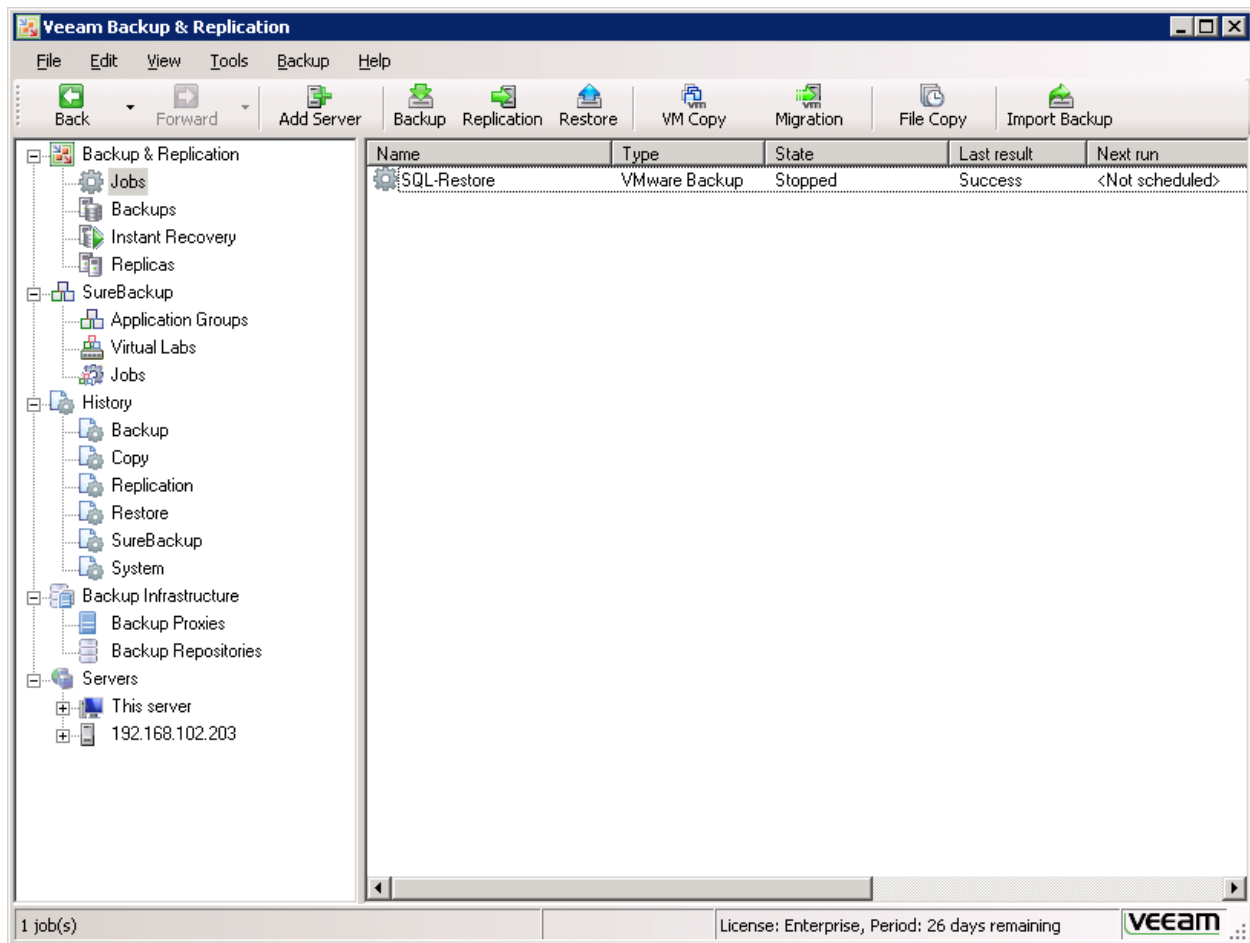 Veeam Backup & Replication
File Edit View Tools Backup Help
Back Forward Add Server Backup Replication Restore VM Copy Migration File Copy Import Backup
Backup & Replication
Jobs
Backups
Instant Recovery
Replicas
SureBackup
Application Groups
Virtual Labs
Jobs
History
Backup
Copy
Replication
Restore
SureBackup
System
Backup Infrastructure
Backup Proxies
Backup Repositories
Servers
This server
192.168.102.203
Name Type State Last result Next run
SQL-Restore VMware Backup Stopped Success <Not scheduled>
1 job(s) License: Enterprise, Period: 26 days remaining veeam